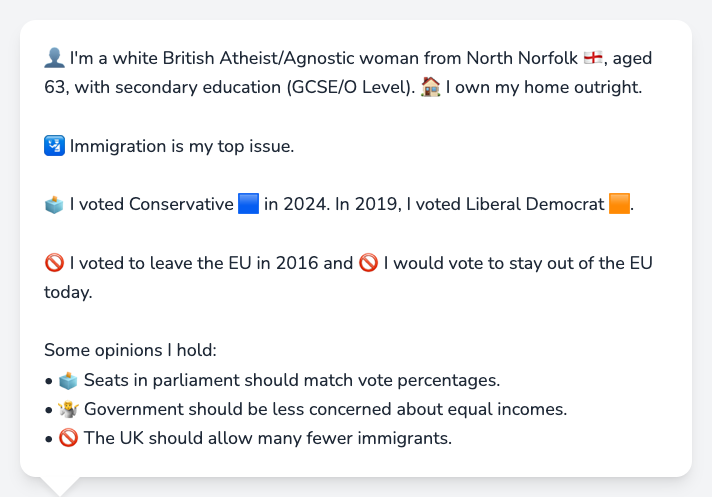 👤 I'm a white British Atheist/Agnostic woman from North Norfolk 🏴󠁧󠁢󠁥󠁮󠁧󠁿, aged
63, with secondary education (GCSE/O Level). 🏠 I own my home outright.
🛂 Immigration is my top issue.
🗳️ I voted Conservative 🟦 in 2024. In 2019, I voted Liberal Democrat 🟧.
🚫 I voted to leave the EU in 2016 and 🚫 I would vote to stay out of the EU
today.
Some opinions I hold:
• 🗳️ Seats in parliament should match vote percentages.
• 🤷 Government should be less concerned about equal incomes.
• 🚫 The UK should allow many fewer immigrants.